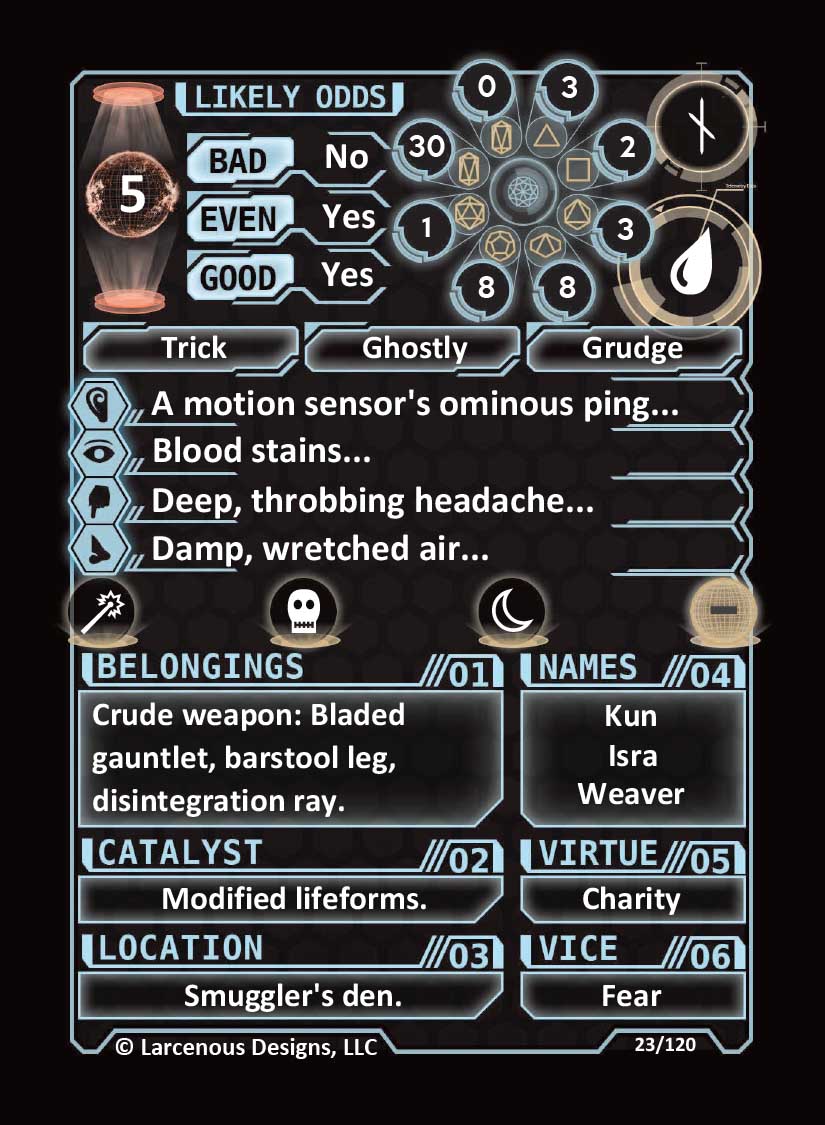 LIKELY ODDS
5
BAD No
EVEN Yes
GOOD Yes
0
3
30
2
1
3
8
8
Trick
Ghostly
Grudge
A motion sensor's ominous ping...
Blood stains...
Deep, throbbing headache...
Damp, wretched air...
BELONGINGS ///01
Crude weapon: Bladed
gauntlet, barstool leg,
disintegration ray.
NAMES ///04
Kun
Isra
Weaver
CATALYST ///02
Modified lifeforms.
VIRTUE ///05
Charity
LOCATION ///03
Smuggler's den.
VICE ///06
Fear
© Larcenous Designs, LLC
23/120